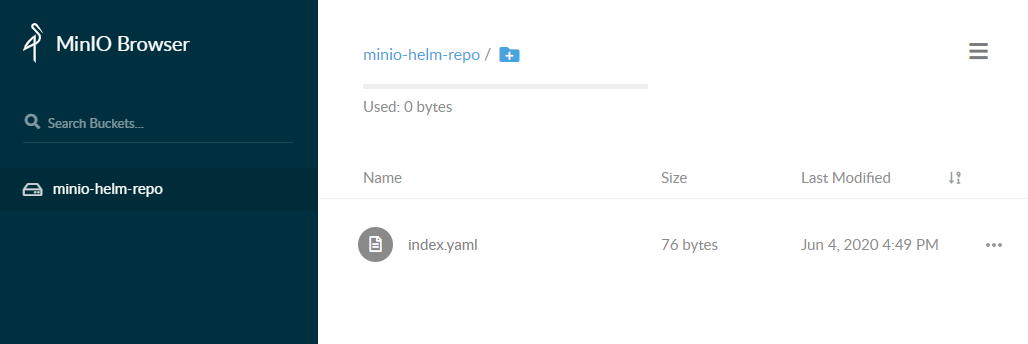 MinIO Browser
Search Buckets...
minio-helm-repo
minio-helm-repo /
Used: 0 bytes
Name Size Last Modified
index.yaml 76 bytes Jun 4, 2020 4:49 PM